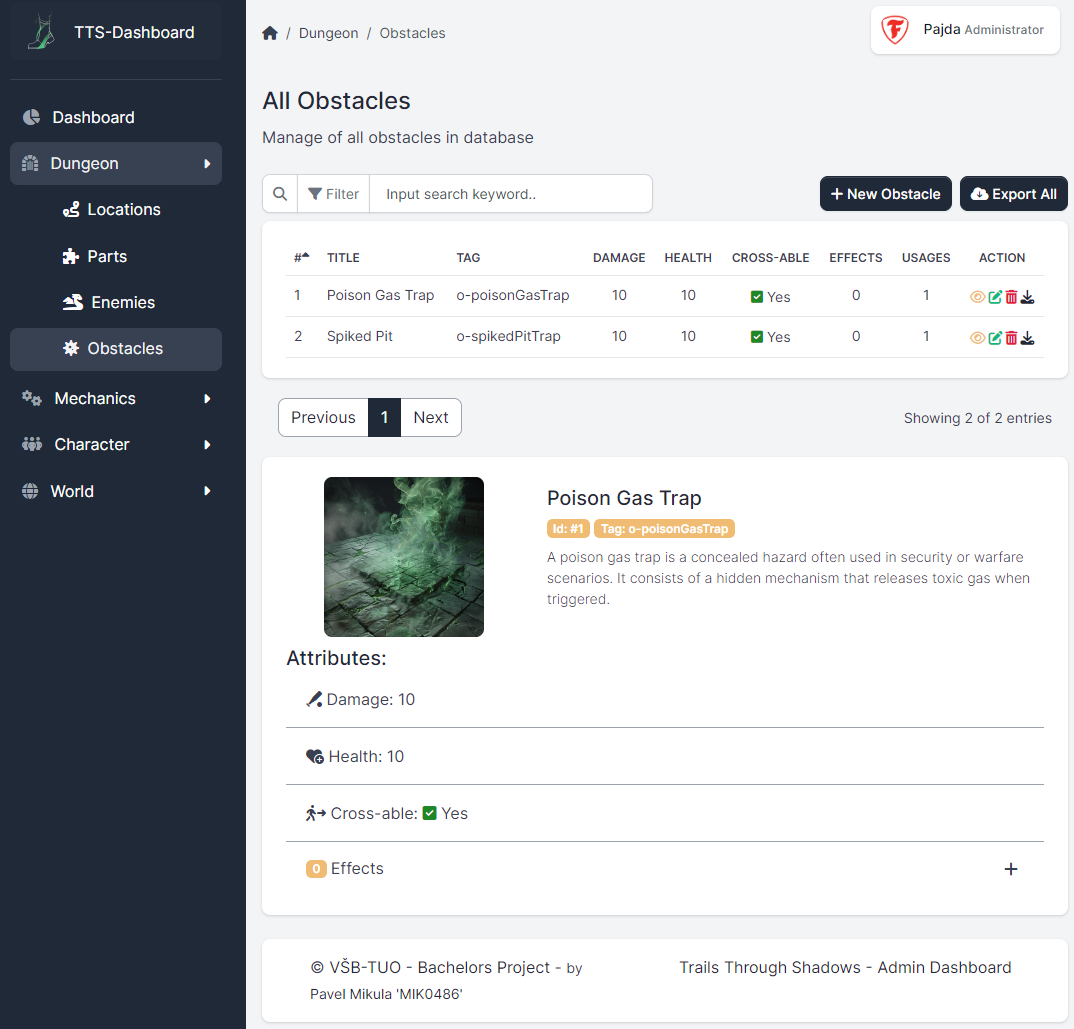 TTS-Dashboard
Dashboard
Dungeon
Locations
Parts
Enemies
Obstacles
Mechanics
Character
World
/ Dungeon / Obstacles
Pajda Administrator
All Obstacles
Manage of all obstacles in database
Filter Input search keyword..
New Obstacle
Export All
# TITLE TAG DAMAGE HEALTH CROSS-ABLE EFFECTS USAGES ACTION
1 Poison Gas Trap o-poisonGasTrap 10 10 Yes 0 1
2 Spiked Pit o-spikedPitTrap 10 10 Yes 0 1
Previous 1 Next
Showing 2 of 2 entries
Poison Gas Trap
Id: #1 Tag: o-poisonGasTrap
A poison gas trap is a concealed hazard often used in security or warfare
scenarios. It consists of a hidden mechanism that releases toxic gas when
triggered.
Attributes:
Damage: 10
Health: 10
Cross-able: Yes
0 Effects
© VŠB-TUO - Bachelors Project - by
Pavel Mikula 'MIK0486'
Trails Through Shadows - Admin Dashboard